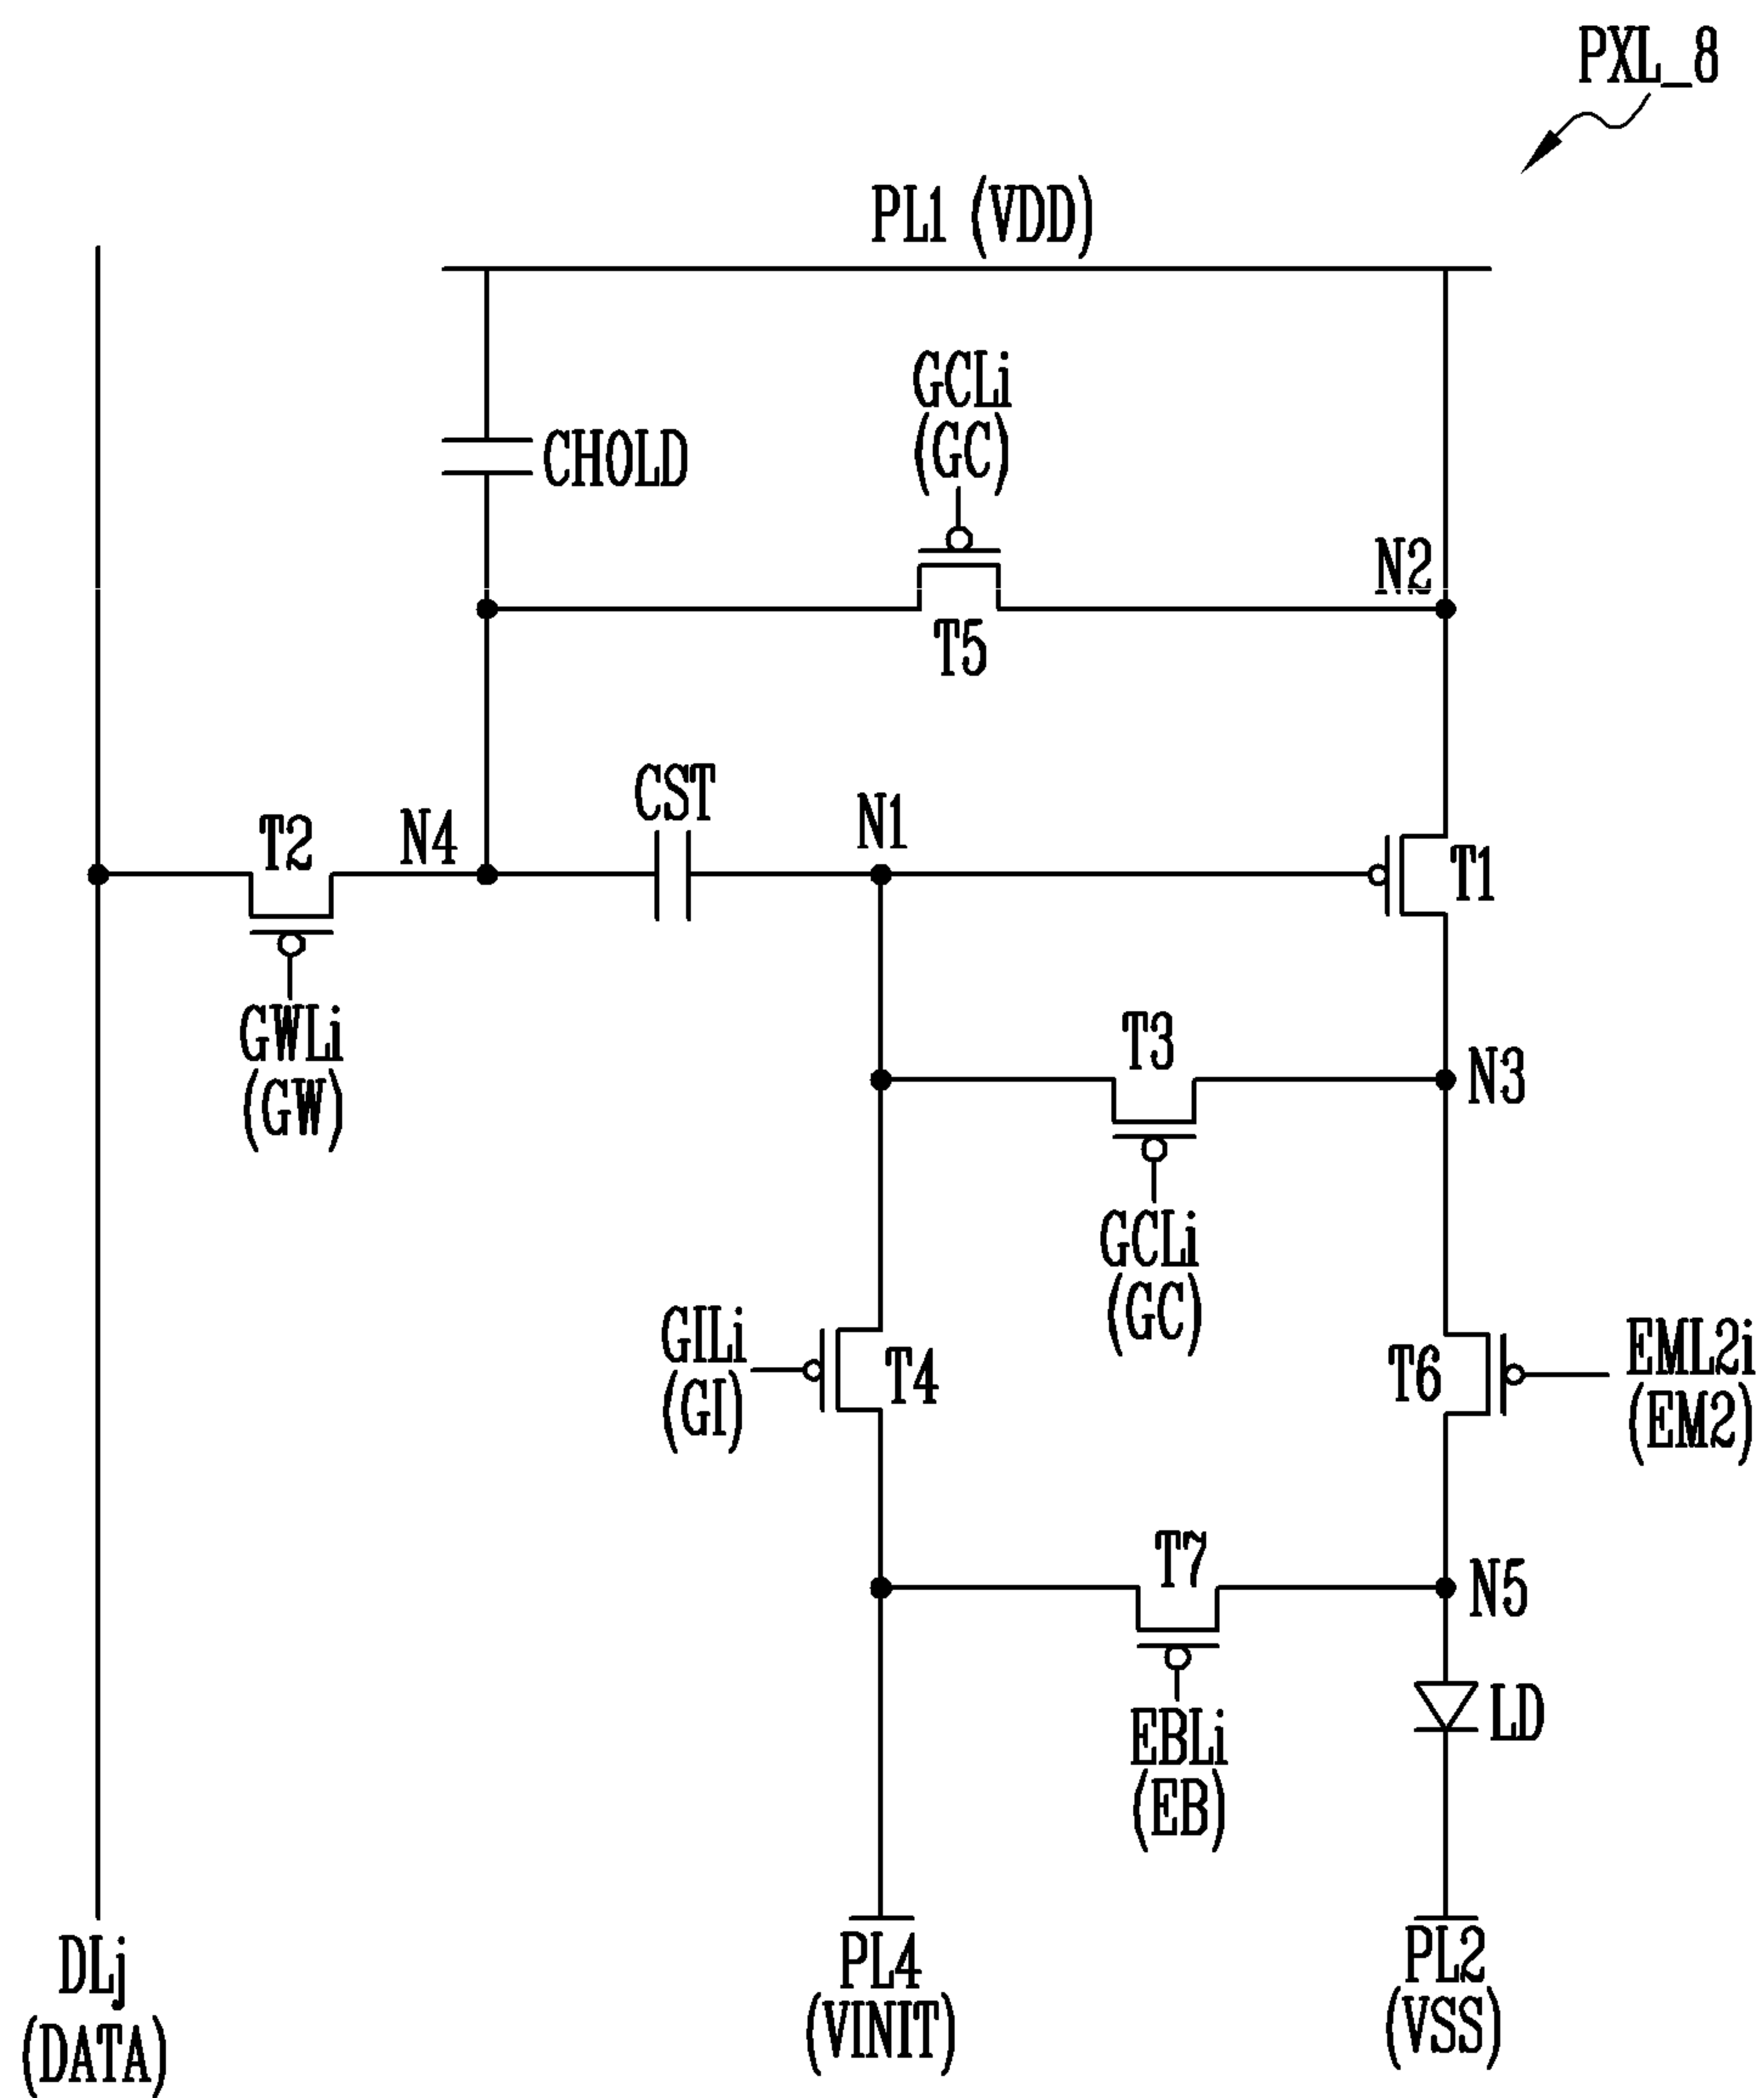 PXL_8
PL1 (VDD)
GCLi
(GC)
CHOLD
N2
T5
CST
N1
T2
N4
T1
GWLi
(GW)
T3
N3
GCLi
(GC)
GILi
(GI)
T4
T6
EML2i
(EM2)
T7
N5
LD
EBLi
(EB)
DLj
(DATA)
PL4
(VINIT)
PL2
(VSS)